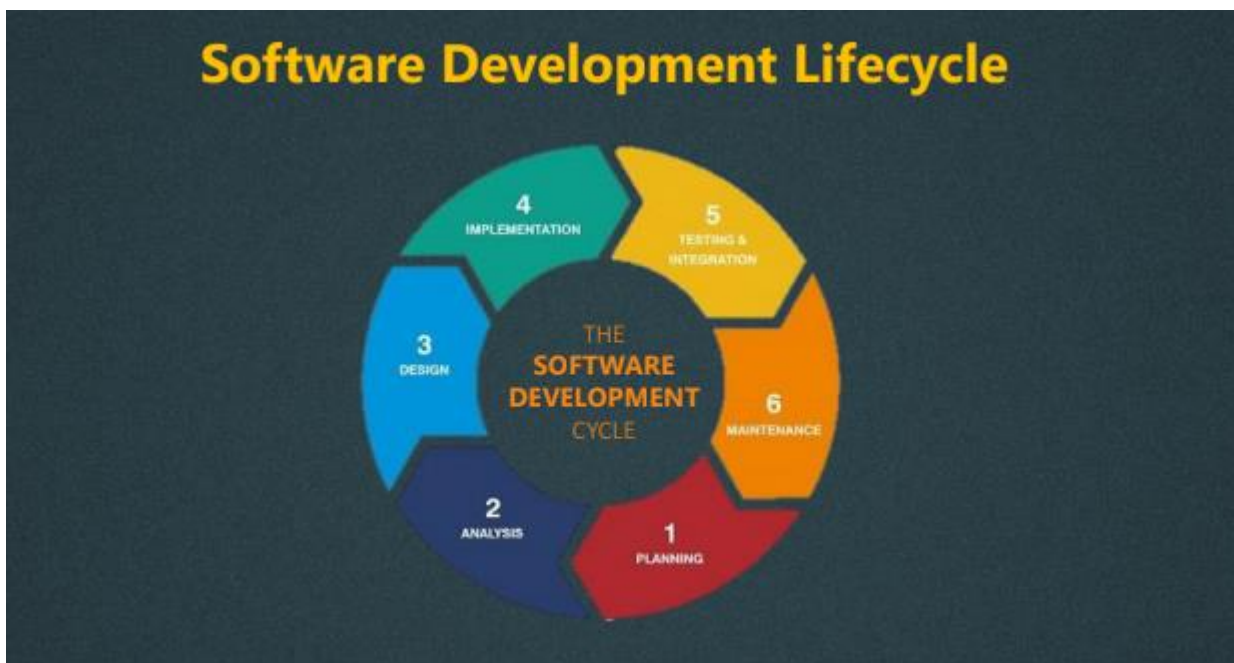 Software Development Lifecycle
4
IMPLEMENTATION
5
TESTING &
INTEGRATION
3
DESIGN
THE
SOFTWARE
DEVELOPMENT
CYCLE
6
MAINTENANCE
2
ANALYSIS
1
PLANNING